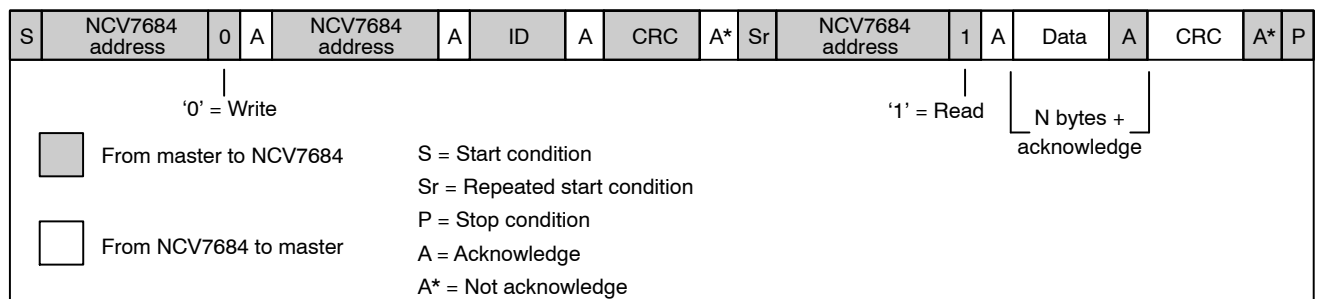 S NCV7684 address 0 A NCV7684 address A ID A CRC A* Sr NCV7684 address 1 A Data A CRC A* P
‘0’ = Write
‘1’ = Read
N bytes +
acknowledge
From master to NCV7684
From NCV7684 to master
S = Start condition
Sr = Repeated start condition
P = Stop condition
A = Acknowledge
A* = Not acknowledge